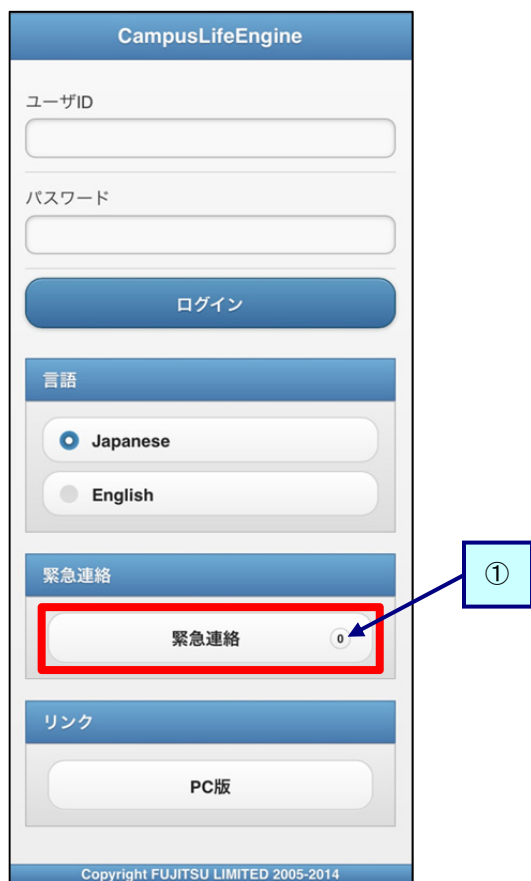 CampusLifeEngine
ユーザID
パスワード
ログイン
言語
Japanese
English
緊急連絡
①
緊急連絡 0
リンク
PC版
Copyright FUJITSU LIMITED 2005-2014